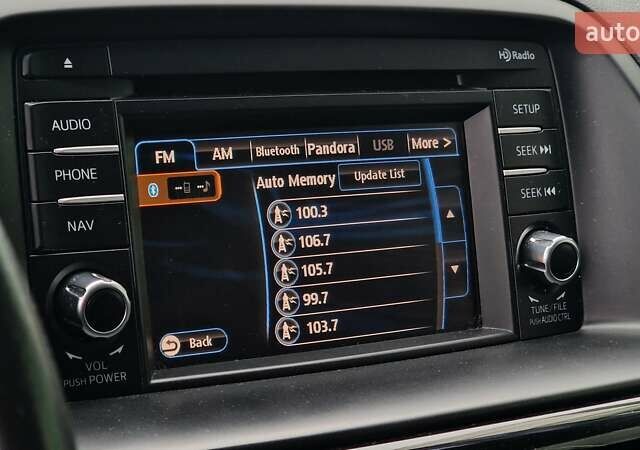 auto
HD Radio
AUDIO
PHONE
NAV
VOL
PUSH POWER
FM AM Bluetooth Pandora USB More >
Auto Memory Update List
100.3
106.7
105.7
99.7
103.7
Back
SETUP
SEEK
SEEK
TUNE/FILE
PUSH AUDIO CTRL